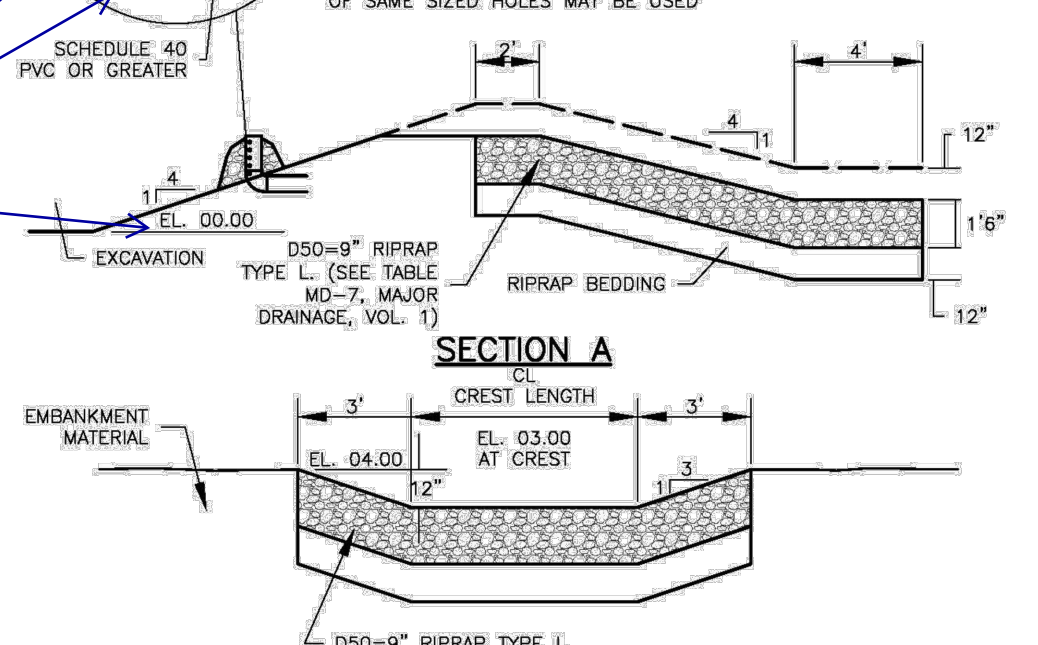 OF SAME SIZED HOLES MAY BE USED
SCHEDULE 40
PVC OR GREATER
2'
4'
4
1
12"
4
1
EL. 00.00
1'6"
EXCAVATION
D50=9" RIPRAP
TYPE L. (SEE TABLE
MD-7, MAJOR
DRAINAGE, VOL. 1)
RIPRAP BEDDING
12"
SECTION A
CL
CREST LENGTH
3'
3'
EMBANKMENT
MATERIAL
EL. 03.00
AT CREST
EL. 04.00
12"
3
1
D50=9" RIPRAP TYPE L